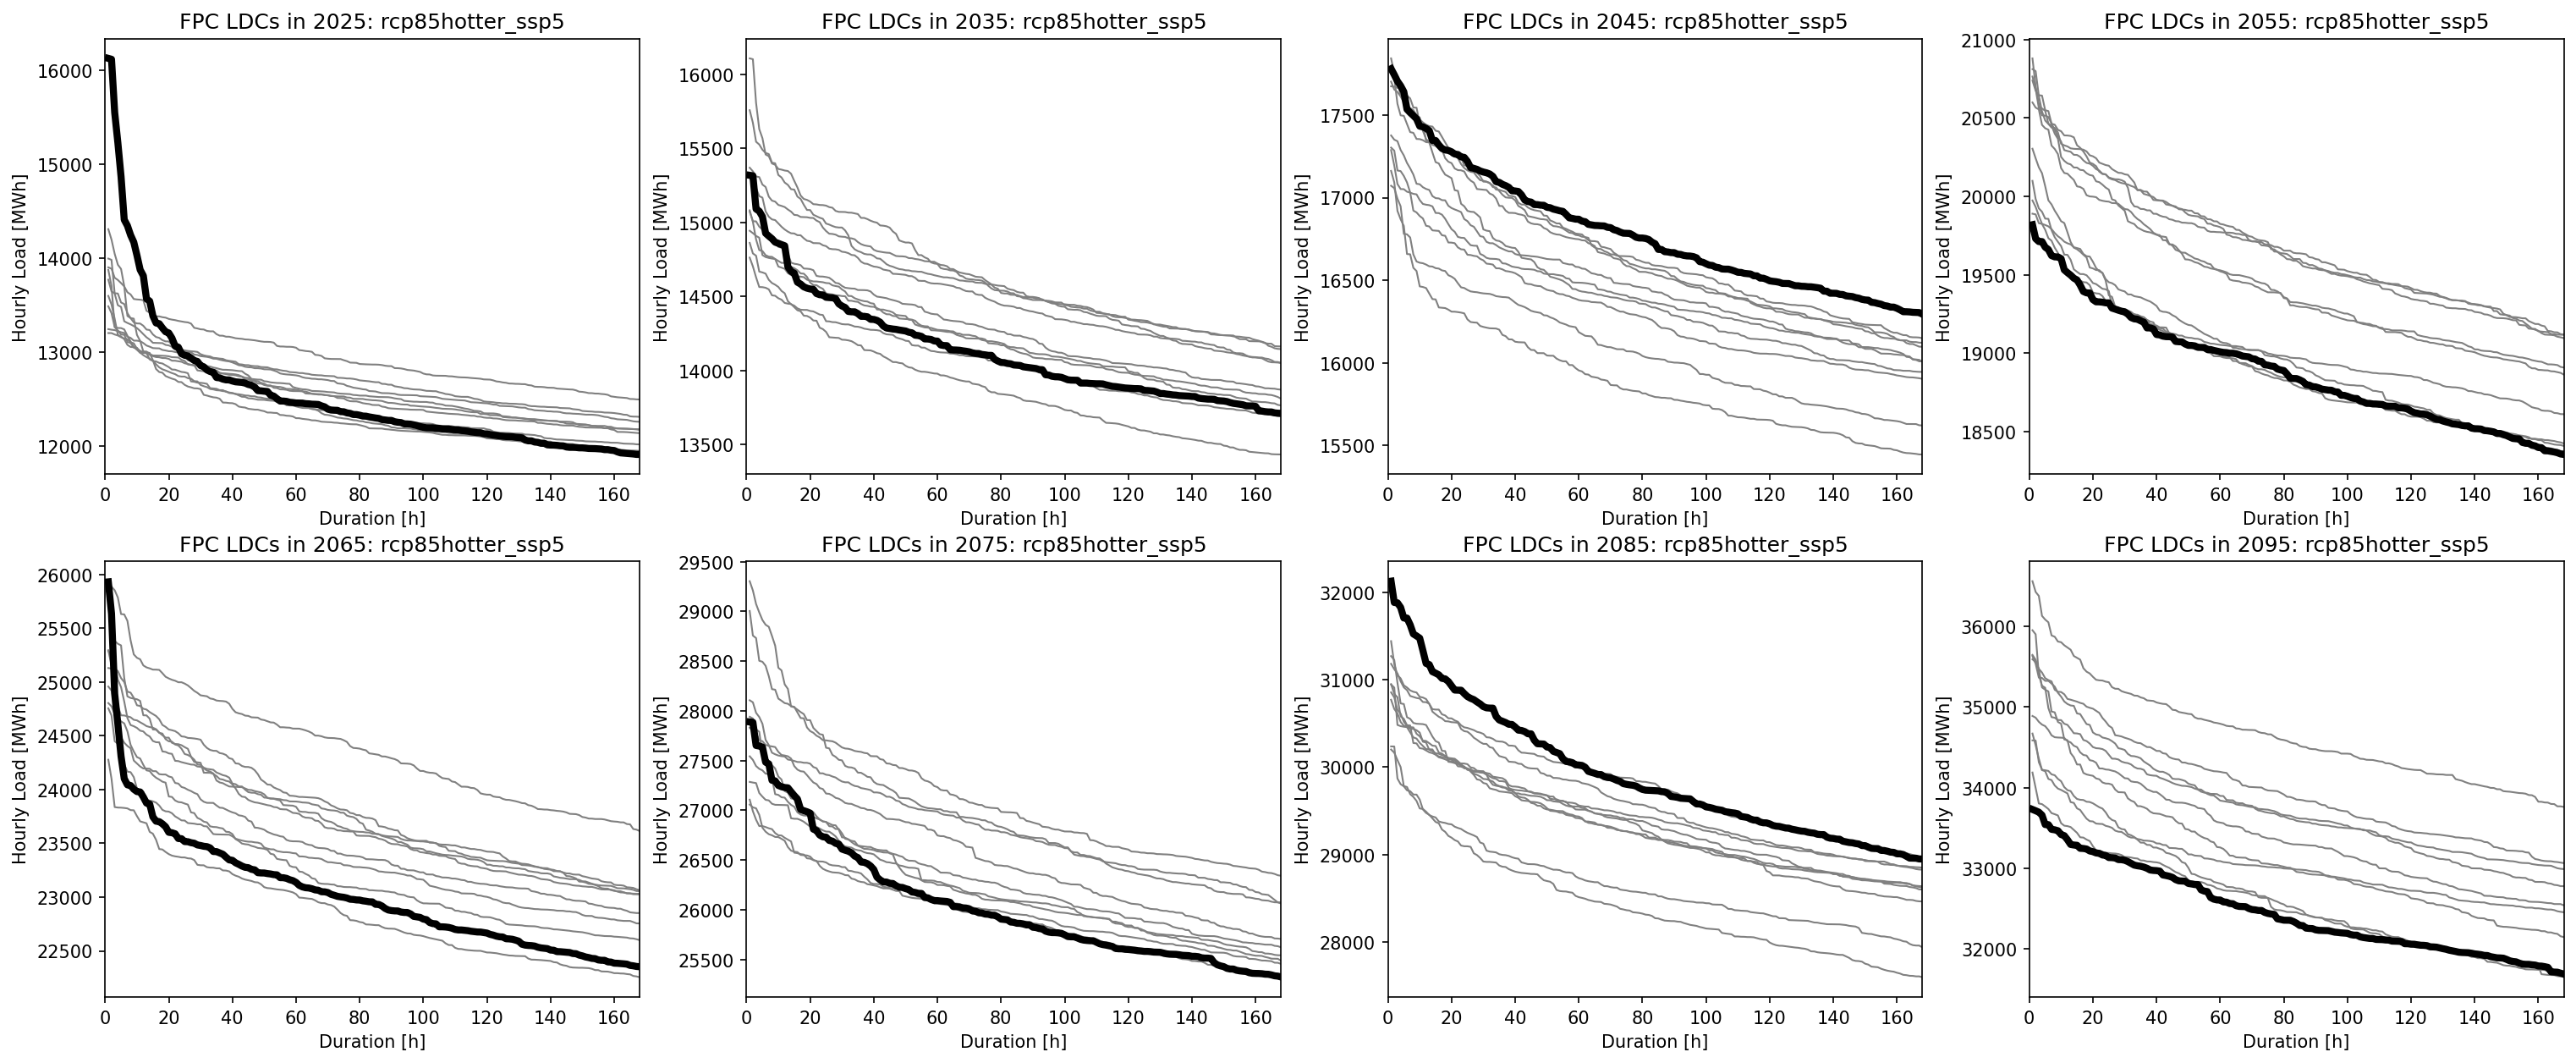 FPC LDCs in 2025: rcp85hotter_ssp5
Hourly Load [MWh]
16000
15000
14000
13000
12000
0 20 40 60 80 100 120 140 160
Duration [h]
FPC LDCs in 2035: rcp85hotter_ssp5
Hourly Load [MWh]
16000
15500
15000
14500
14000
13500
0 20 40 60 80 100 120 140 160
Duration [h]
FPC LDCs in 2045: rcp85hotter_ssp5
Hourly Load [MWh]
17500
17000
16500
16000
15500
0 20 40 60 80 100 120 140 160
Duration [h]
FPC LDCs in 2055: rcp85hotter_ssp5
Hourly Load [MWh]
21000
20500
20000
19500
19000
18500
0 20 40 60 80 100 120 140 160
Duration [h]
FPC LDCs in 2065: rcp85hotter_ssp5
Hourly Load [MWh]
26000
25500
25000
24500
24000
23500
23000
22500
0 20 40 60 80 100 120 140 160
Duration [h]
FPC LDCs in 2075: rcp85hotter_ssp5
Hourly Load [MWh]
29500
29000
28500
28000
27500
27000
26500
26000
25500
0 20 40 60 80 100 120 140 160
Duration [h]
FPC LDCs in 2085: rcp85hotter_ssp5
Hourly Load [MWh]
32000
31000
30000
29000
28000
0 20 40 60 80 100 120 140 160
Duration [h]
FPC LDCs in 2095: rcp85hotter_ssp5
Hourly Load [MWh]
36000
35000
34000
33000
32000
0 20 40 60 80 100 120 140 160
Duration [h]